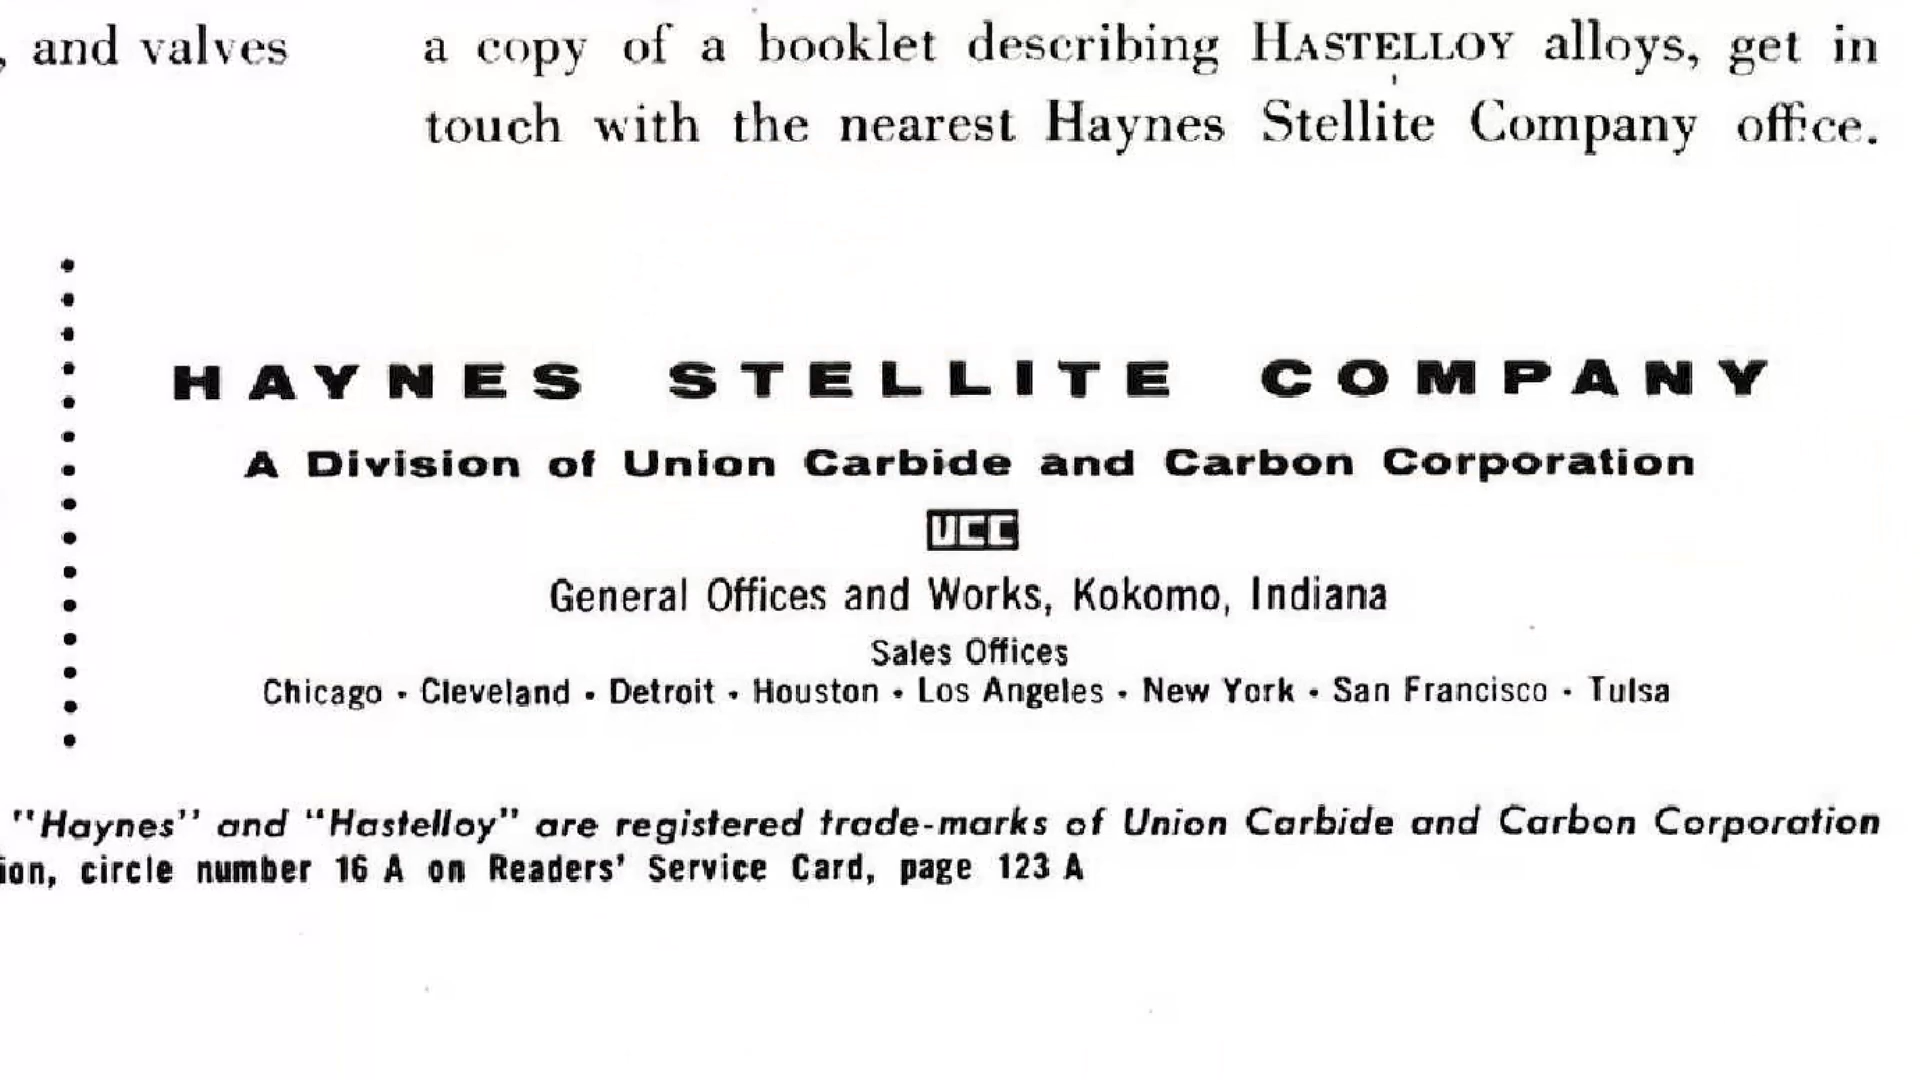 , and valves
a copy of a booklet describing HASTELLOY alloys, get in
touch with the nearest Haynes Stellite Company office.
HAYNES STELLITE COMPANY
A Division of Union Carbide and Carbon Corporation
UCC
General Offices and Works, Kokomo, Indiana
Sales Offices
Chicago · Cleveland · Detroit · Houston · Los Angeles · New York · San Francisco · Tulsa
"Haynes" and "Hastelloy" are registered trade-marks of Union Carbide and Carbon Corporation
ion, circle number 16 A on Readers' Service Card, page 123 A